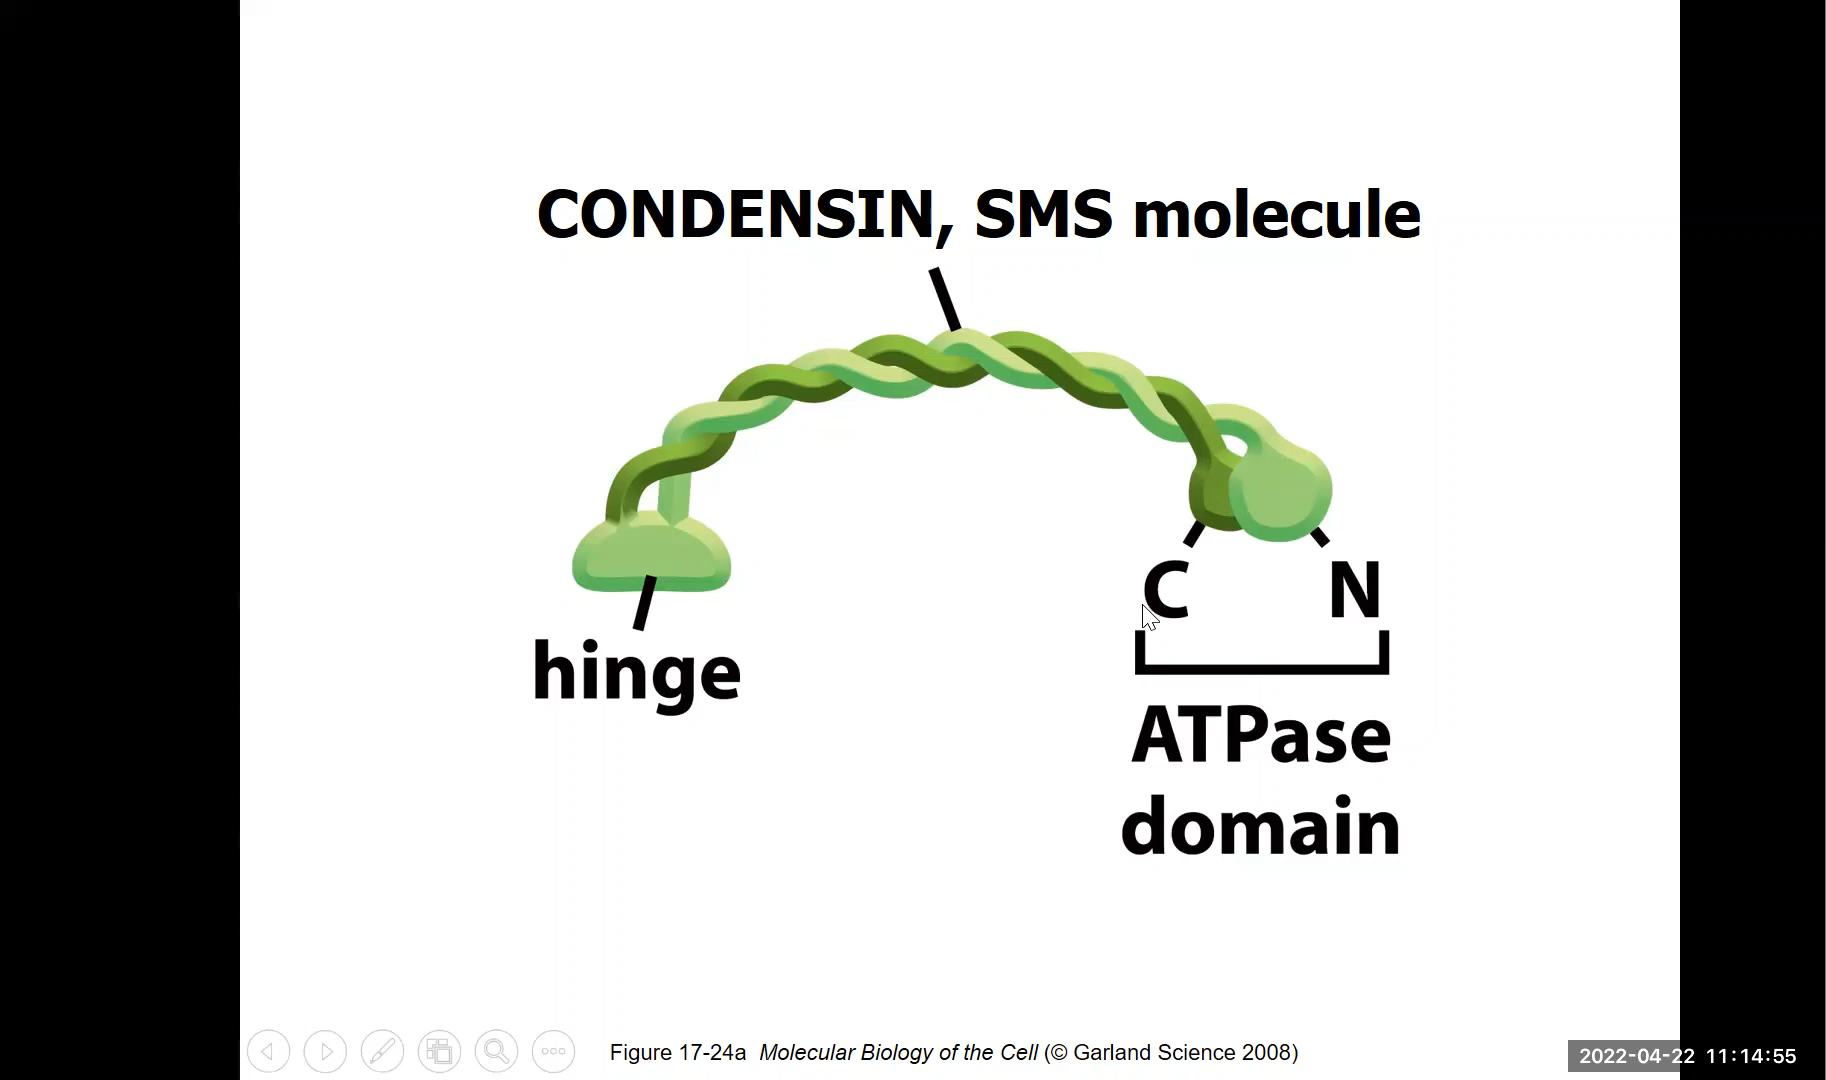 CONDENSIN, SMS molecule
hinge
C N
ATPase
domain
Figure 17-24a Molecular Biology of the Cell (© Garland Science 2008)
2022-04-22 11:14:55